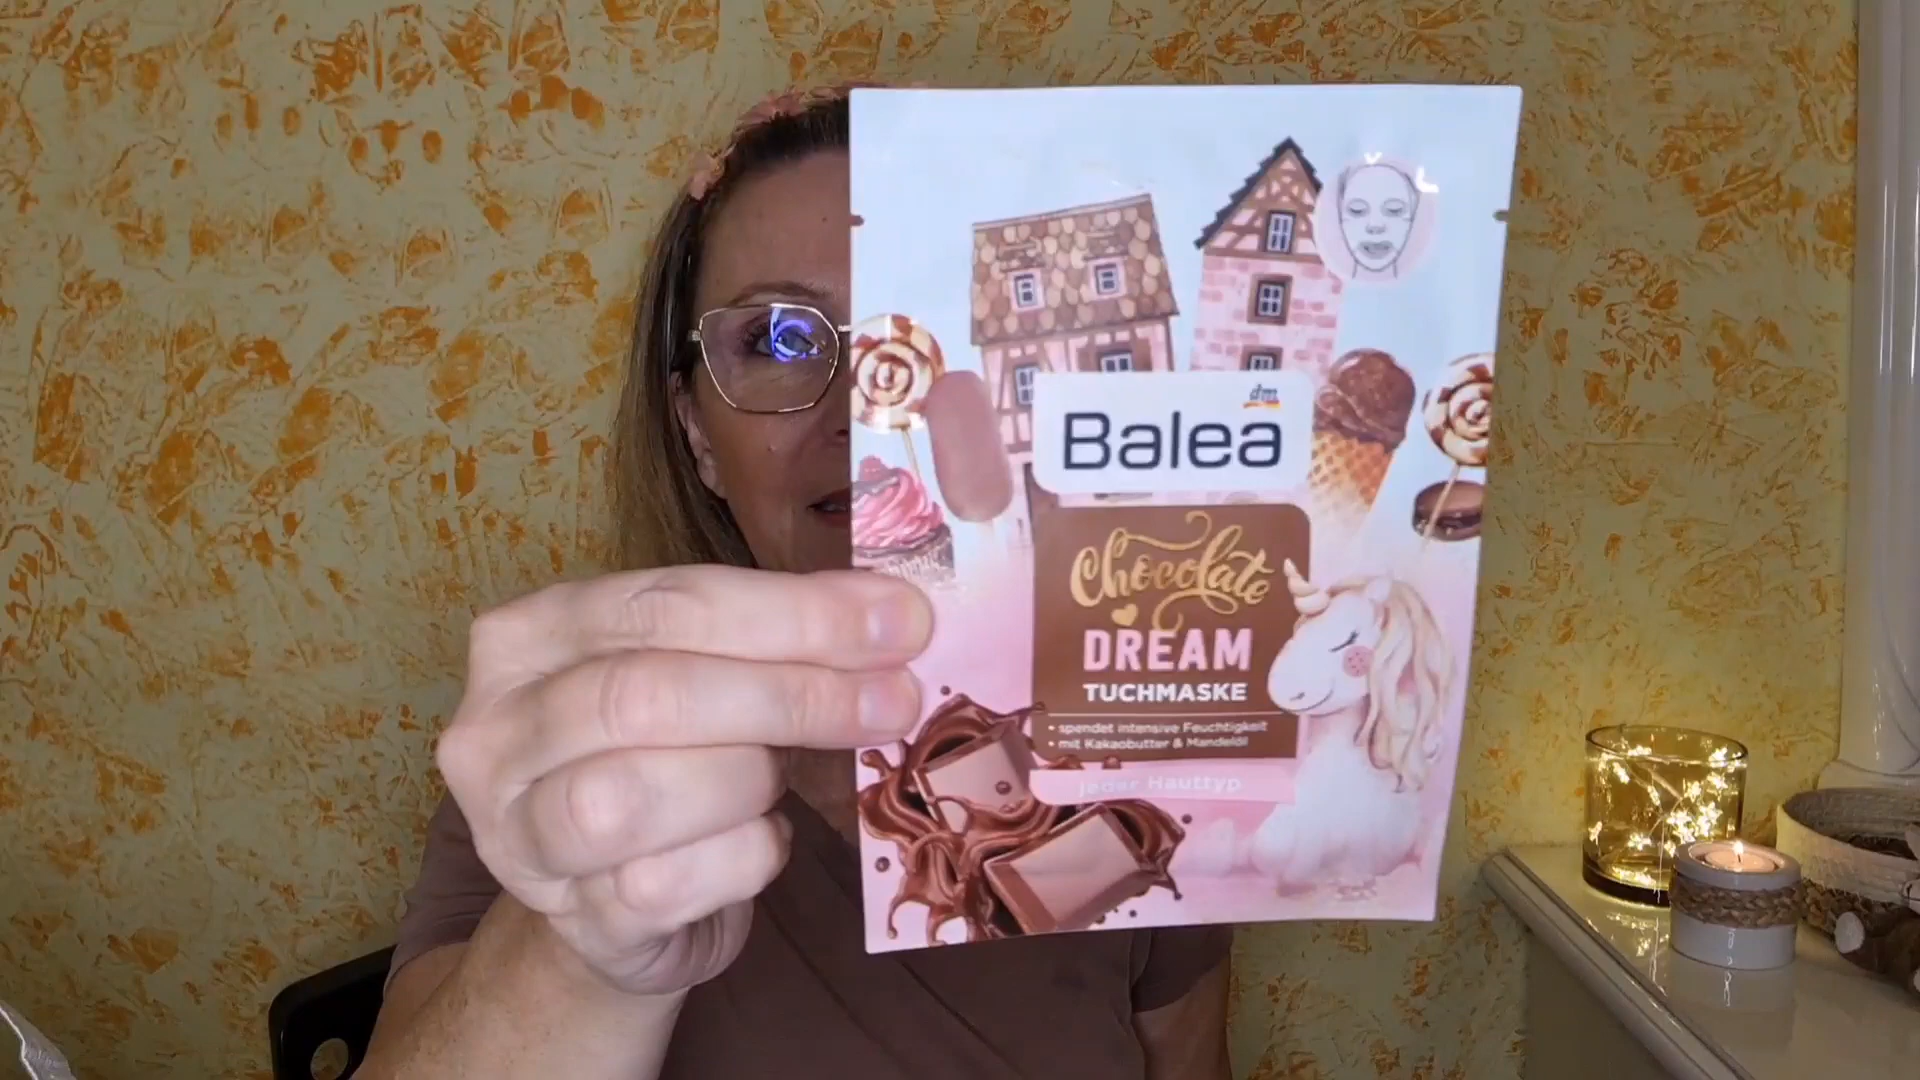 dm
Balea
Chocolate
DREAM
TUCHMASKE
• spendet intensive Feuchtigkeit
• mit Kakaobutter & Mandelöl
jeder Hauttyp